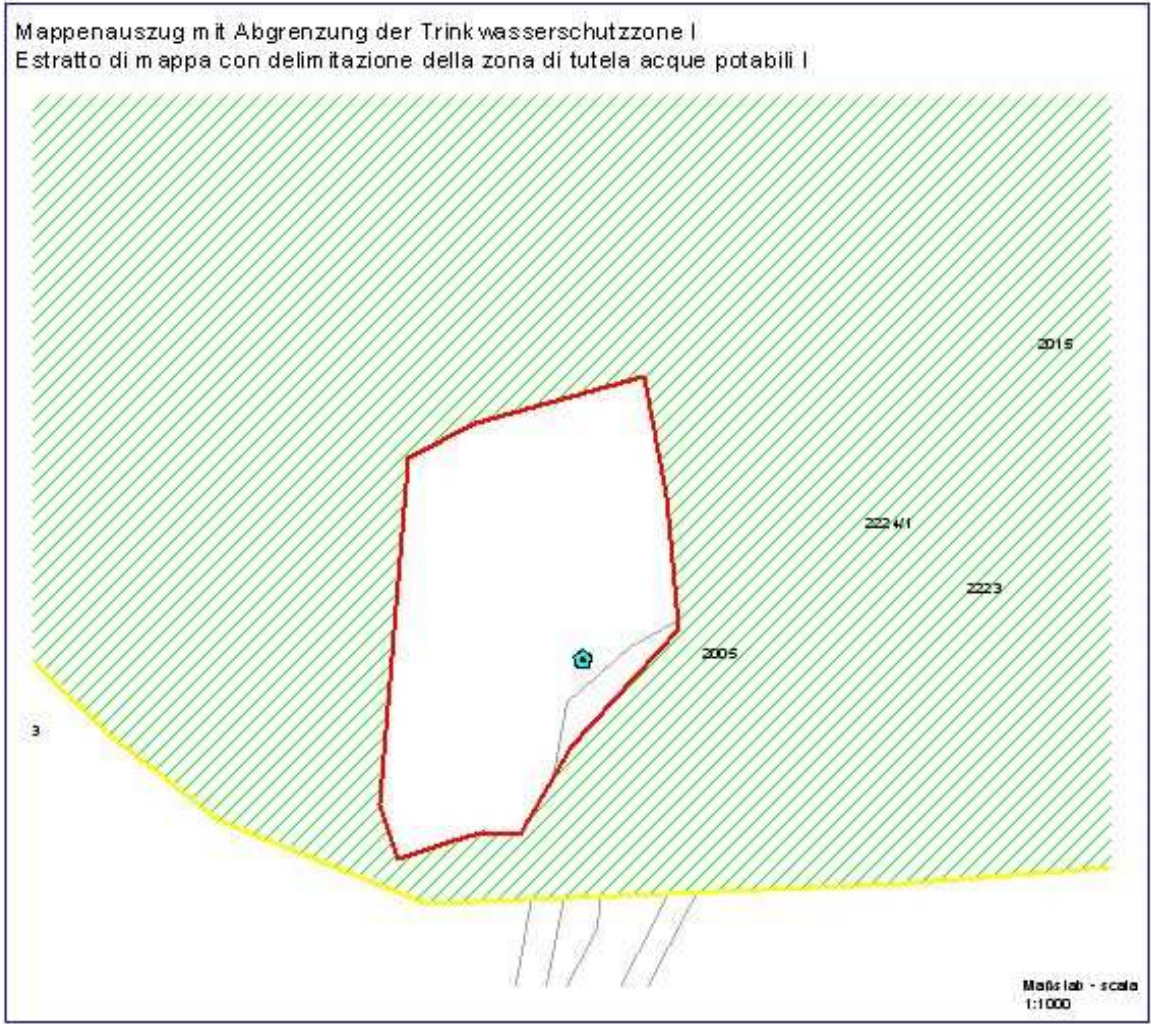 Mappenauszug mit Abgrenzung der Trinkwasserschutzzone I
Estratto di mappa con delimitazione della zona di tutela acque potabili I
2015
2224/1
2223
2005
3
Maßstab - scala
1:1000